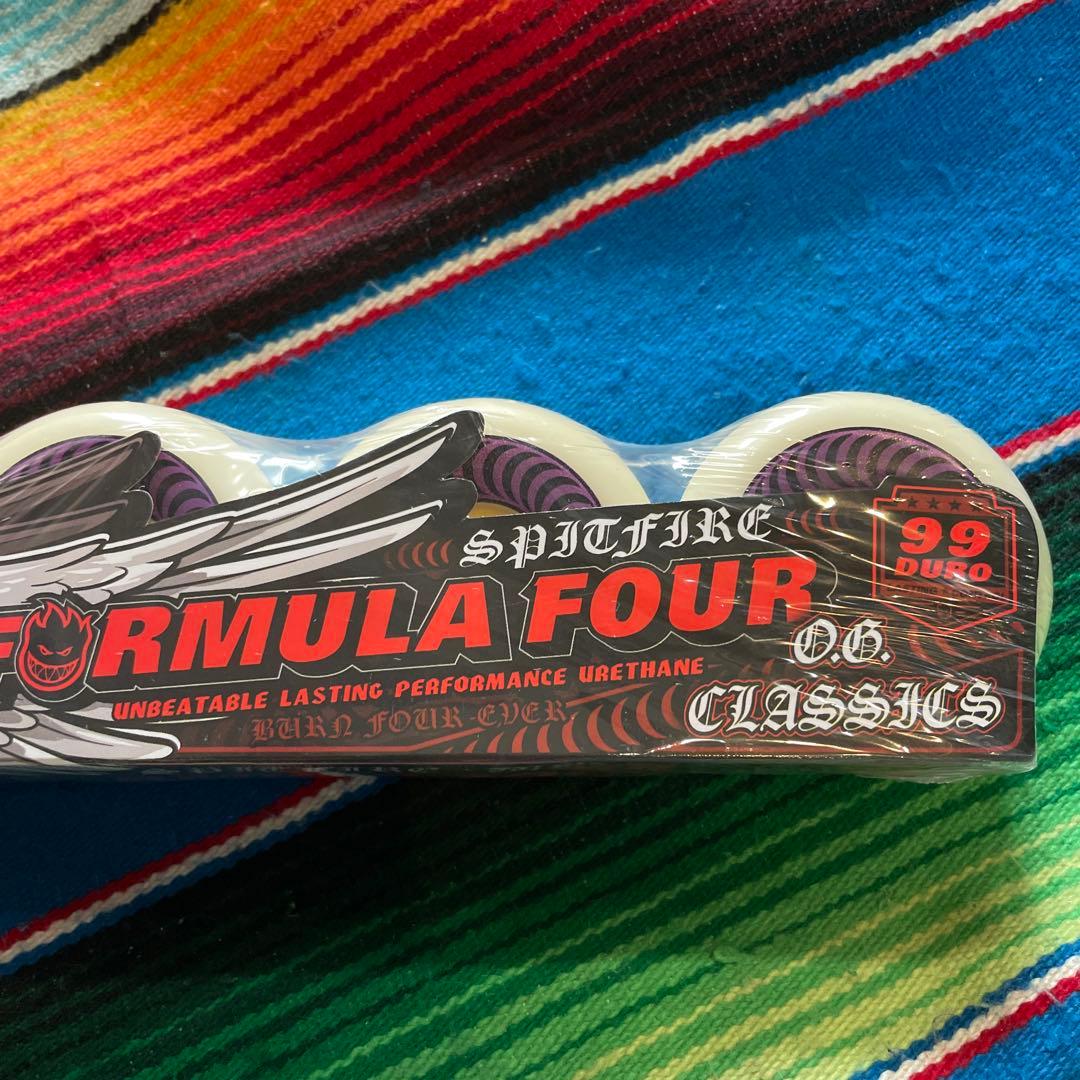 SPITFIRE
FORMULA FOUR
UNBEATABLE LASTING PERFORMANCE URETHANE
BURN FOUR-EVER
99
DURO
O.G.
CLASSICS